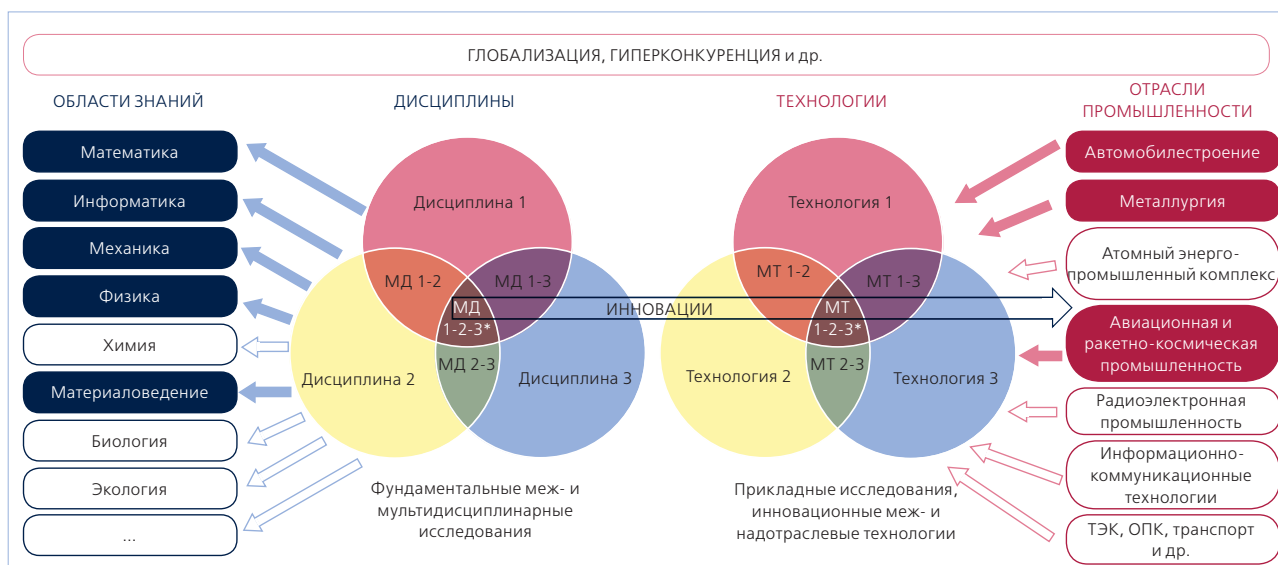 ГЛОБАЛИЗАЦИЯ, ГИПЕРКОНКУРЕНЦИЯ и др.
ОБЛАСТИ ЗНАНИЙ
Математика
Информатика
Механика
Физика
Химия
Материаловедение
Биология
Экология
...
ДИСЦИПЛИНЫ
Дисциплина 1
МД 1-2
МД 1-3
МД
1-2-3*
Дисциплина 2
МД 2-3
Дисциплина 3
Фундаментальные меж- и
мультидисциплинарные
исследования
ИННОВАЦИИ
ТЕХНОЛОГИИ
Технология 1
МТ 1-2
МТ 1-3
МТ
1-2-3*
Технология 2
МТ 2-3
Технология 3
Прикладные исследования,
инновационные меж- и
надотраслевые технологии
ОТРАСЛИ
ПРОМЫШЛЕННОСТИ
Автомобилестроение
Металлургия
Атомный энерго-
промышленный комплекс
Авиационная и
ракетно-космическая
промышленность
Радиоэлектронная
промышленность
Информационно-
коммуникационные
технологии
ТЭК, ОПК, транспорт
и др.